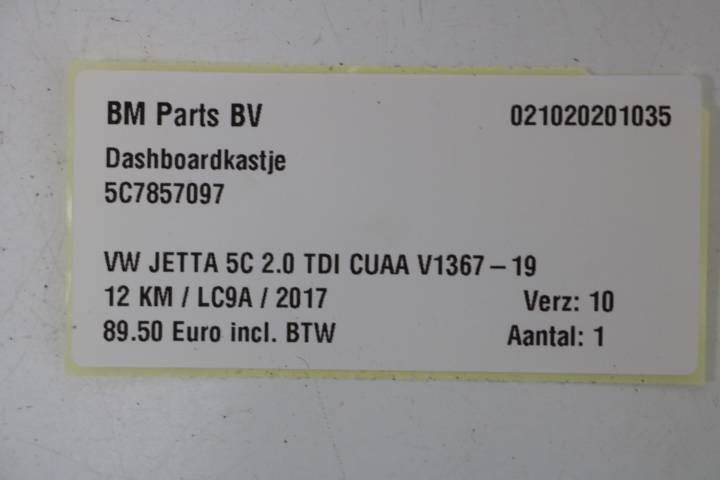 BM Parts BV 021020201035
Dashboardkastje
5C7857097
VW JETTA 5C 2.0 TDI CUAA V1367 – 19
12 KM / LC9A / 2017 Verz: 10
89.50 Euro incl. BTW Aantal: 1